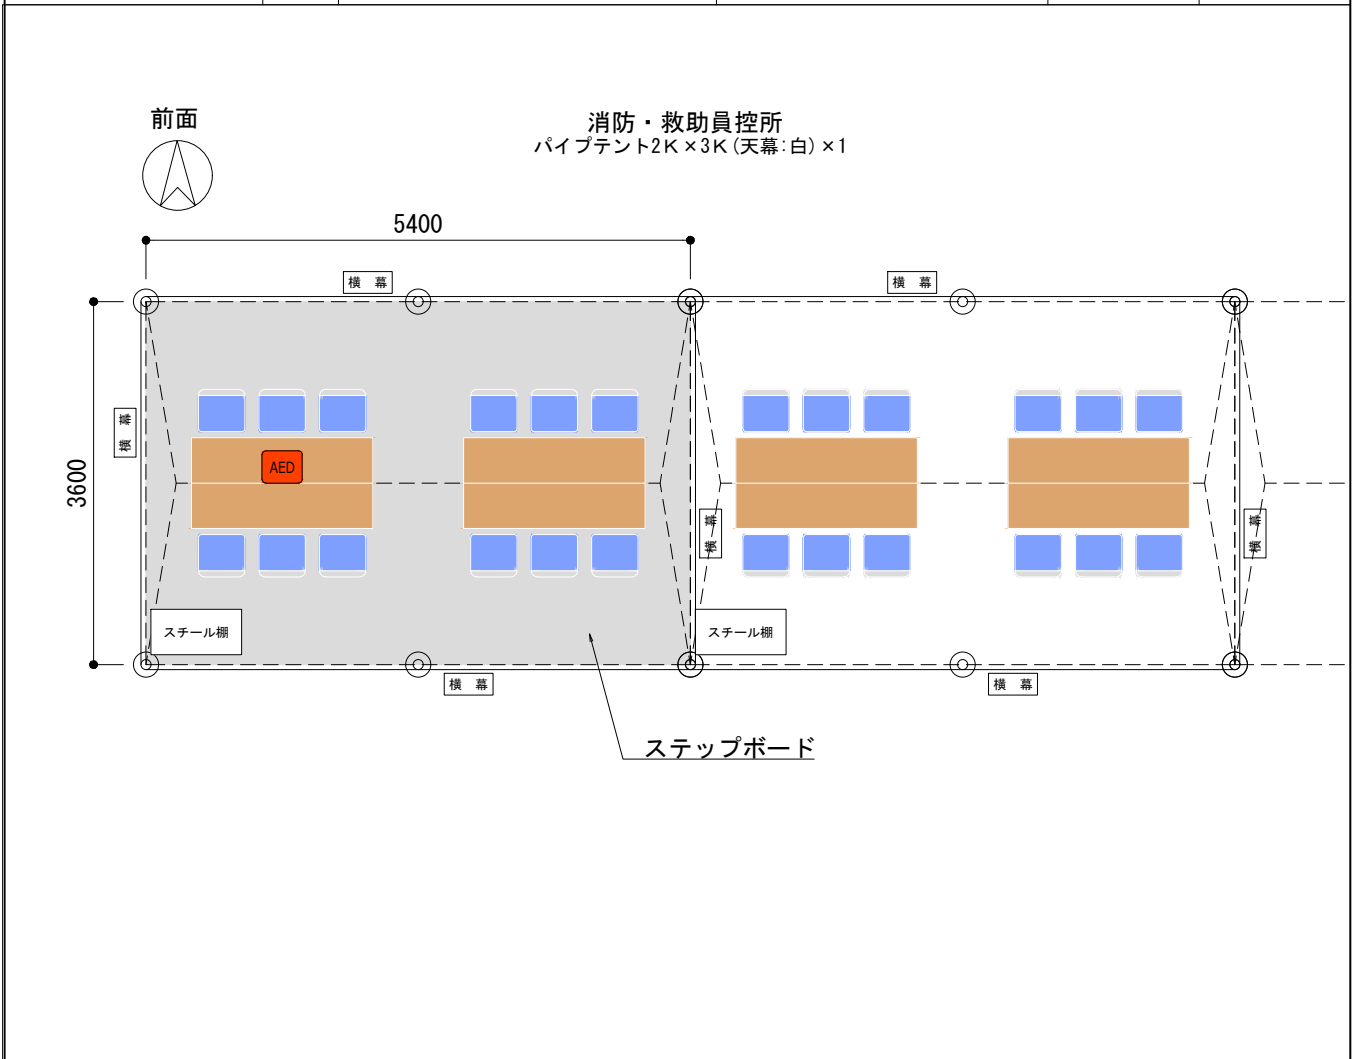 前面
消防・救助員控所
パイプテント2K×3K(天幕:白)×1
5400
横 幕
横 幕
横 幕
3600
AED
横 幕
横 幕
スチール棚
スチール棚
横 幕
横 幕
ステップボード